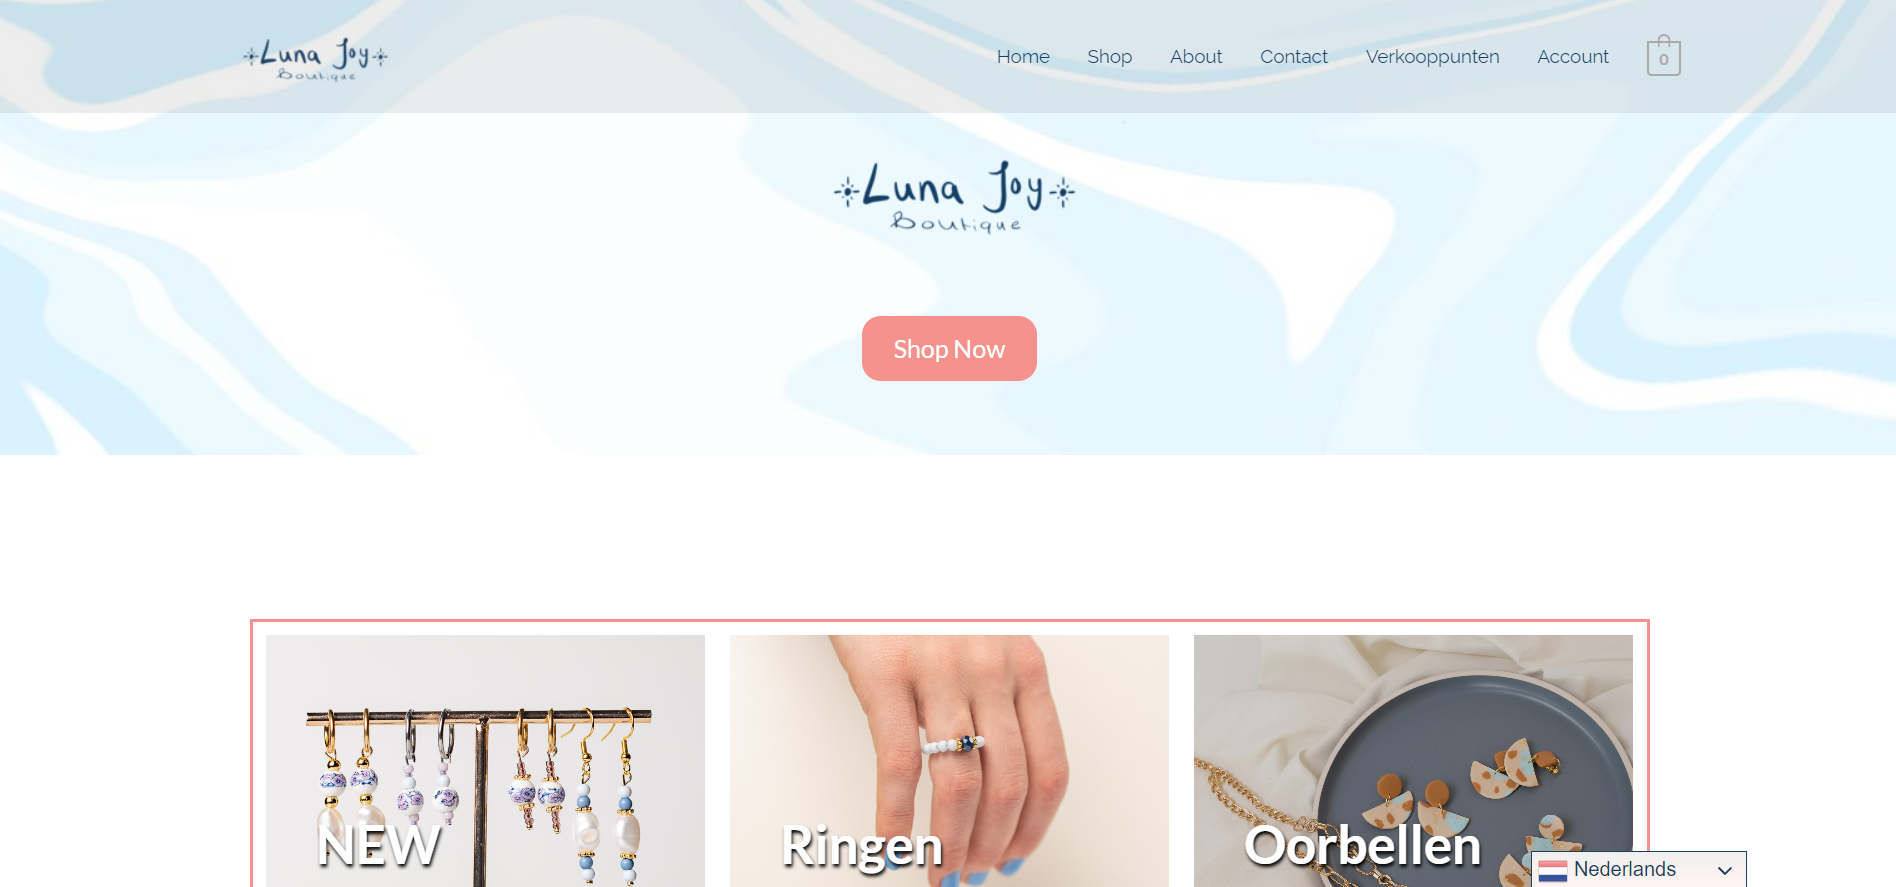 Luna Joy
Boutique
Home Shop About Contact Verkooppunten Account 0
Luna Joy
Boutique
Shop Now
NEW Ringen Oorbellen
Nederlands